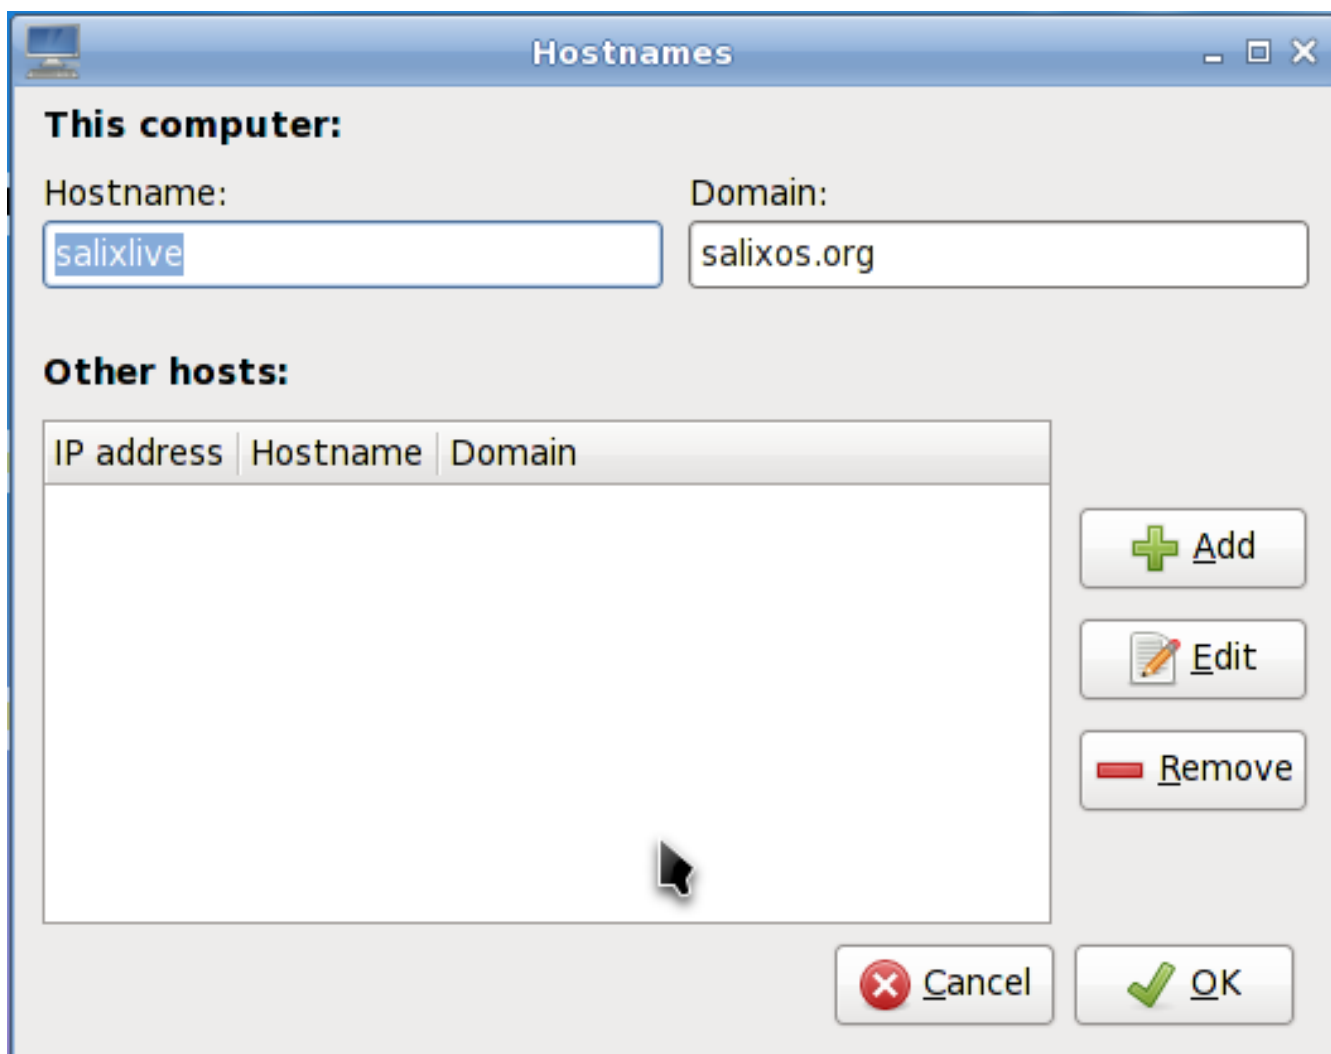 Hostnames
This computer:
Hostname: Domain:
salixlive salixos.org
Other hosts:
IP address Hostname Domain
Add
Edit
Remove
Cancel OK